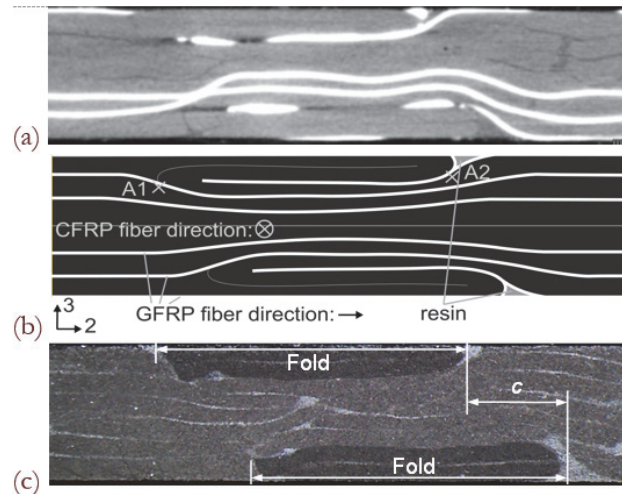 (a)
A1
A2
CFRP fiber direction:
3
2
GFRP fiber direction:
resin
(b)
Fold
c
Fold
(c)